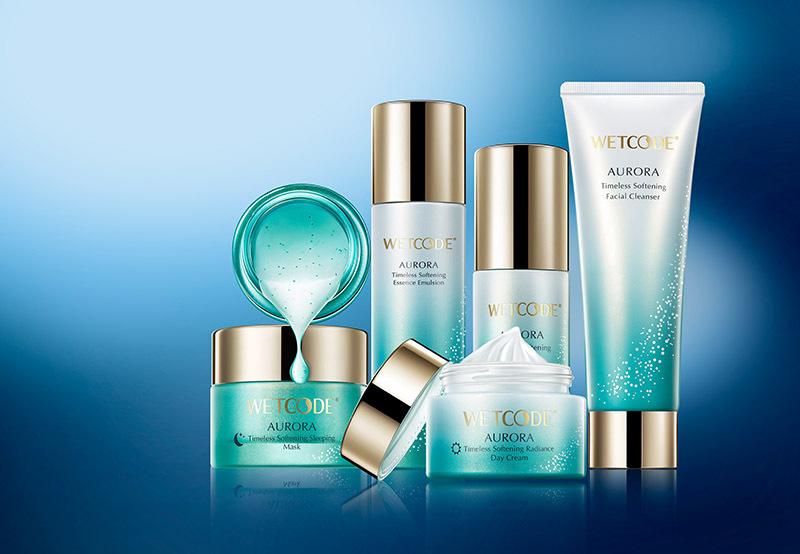 WETCODE®
AURORA
Timeless Softening
Essence Emulsion
WETCODE®
AURORA
WETCODE®
AURORA
Timeless Softening
Facial Cleanser
WETCODE®
AURORA
Timeless Softening Sleeping
Mask
WETCODE®
AURORA
Timeless Softening Radiance
Day Cream